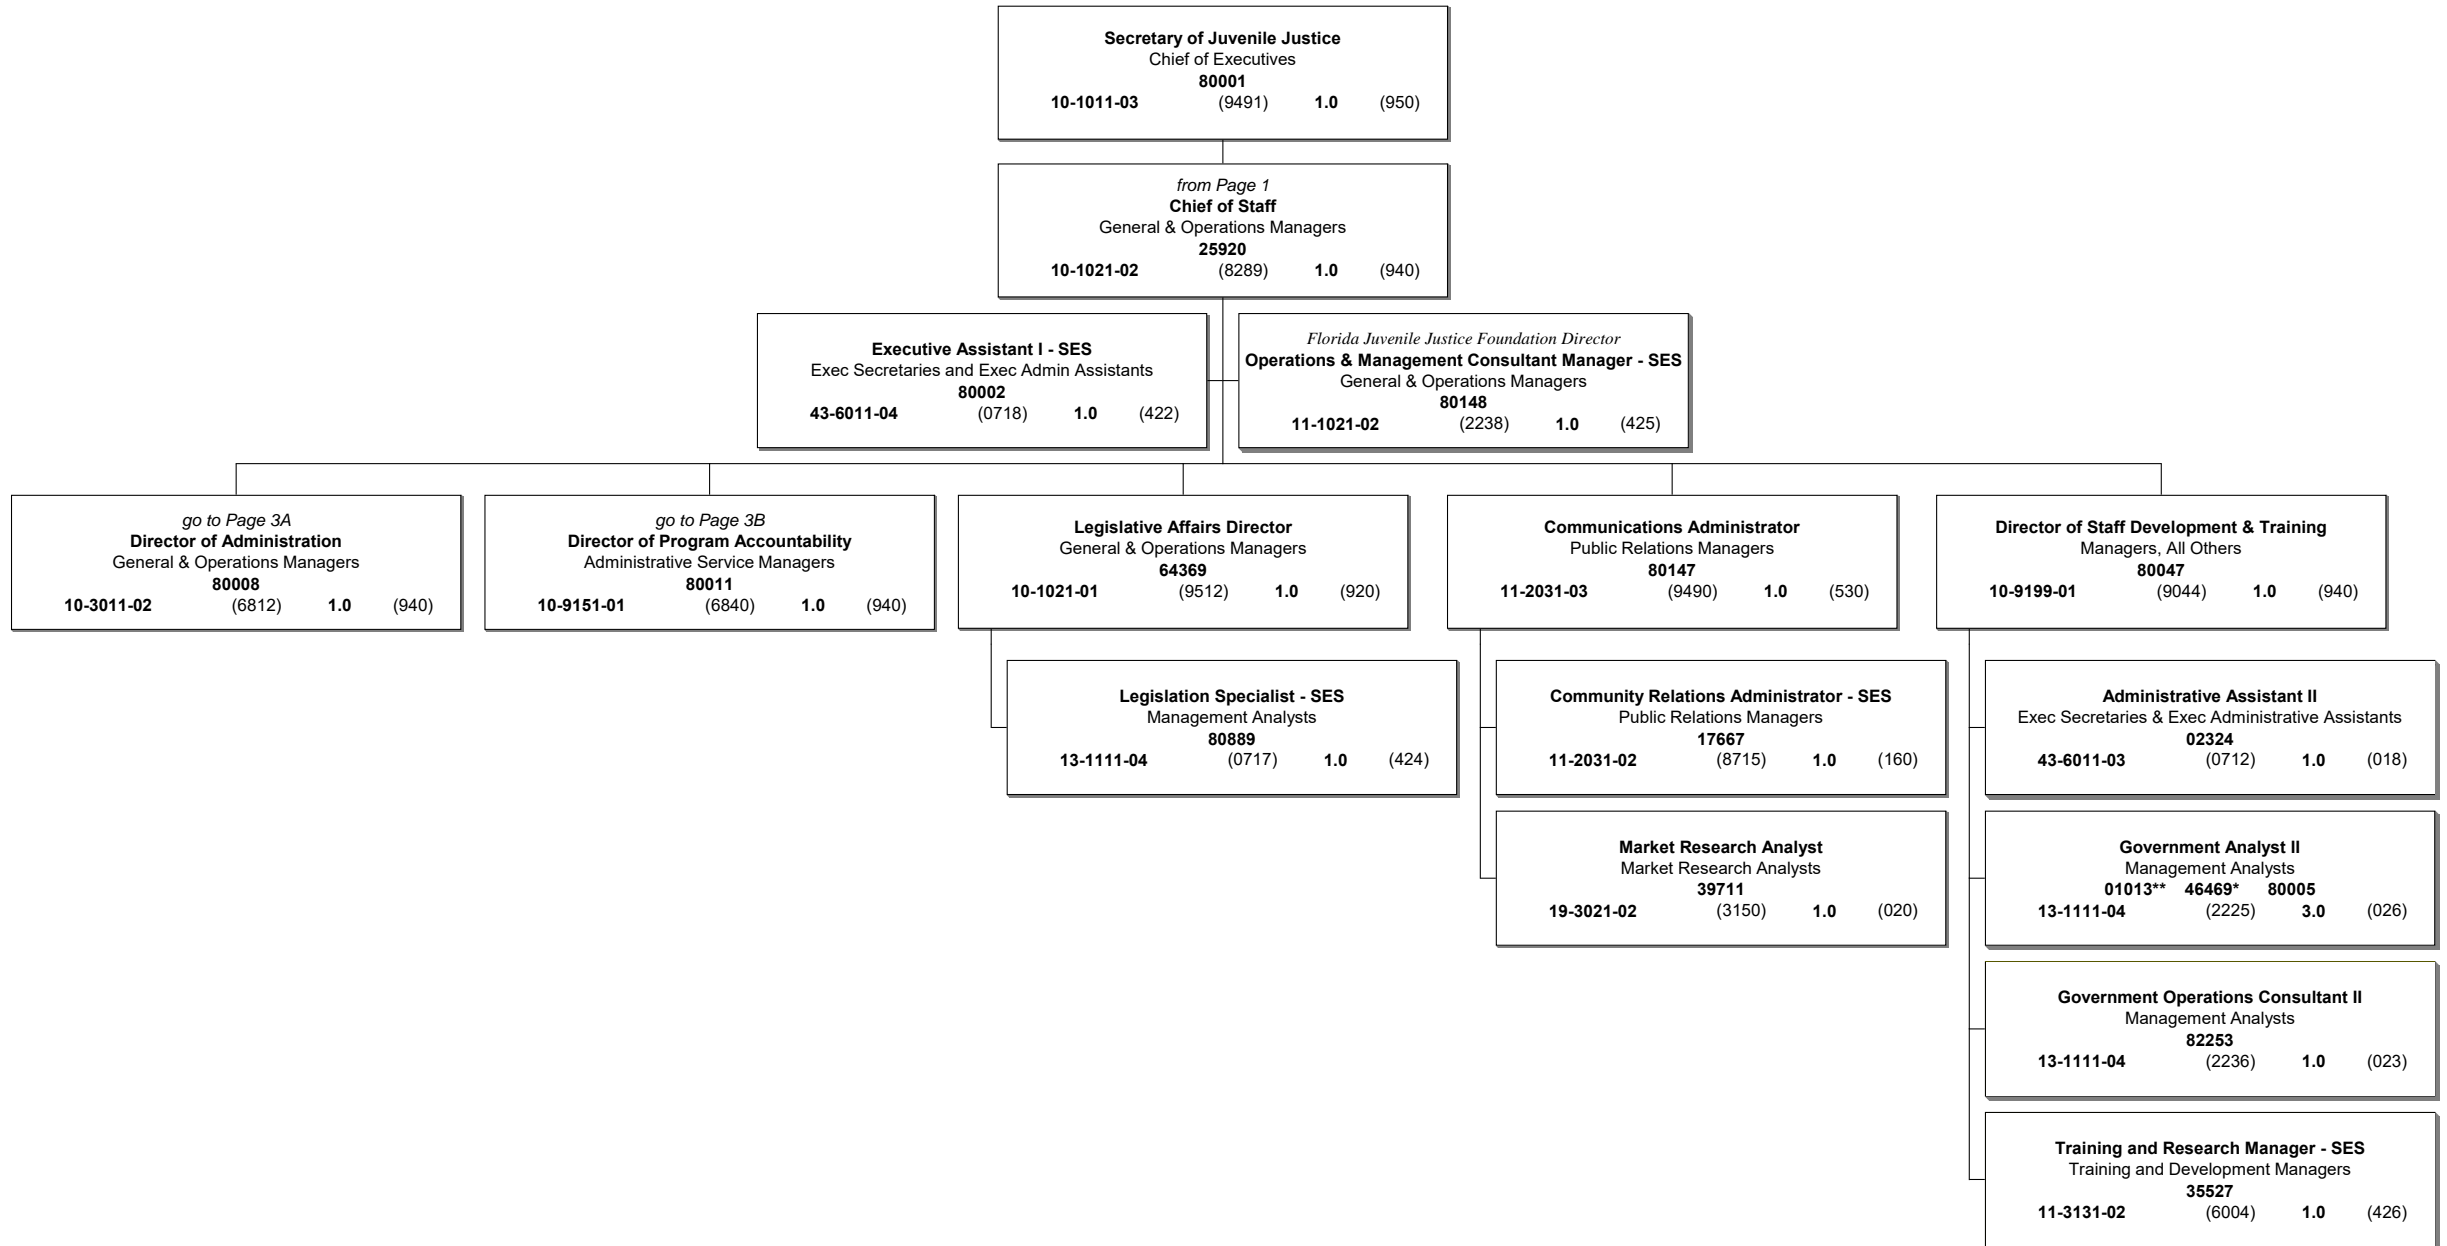 Secretary of Juvenile Justice
Chief of Executives
80001
10-1011-03 (9491) 1.0 (950)
from Page 1
Chief of Staff
General & Operations Managers
25920
10-1021-02 (8289) 1.0 (940)
Executive Assistant I - SES
Exec Secretaries and Exec Admin Assistants
80002
43-6011-04 (0718) 1.0 (422)
Florida Juvenile Justice Foundation Director
Operations & Management Consultant Manager - SES
General & Operations Managers
80148
11-1021-02 (2238) 1.0 (425)
go to Page 3A
Director of Administration
General & Operations Managers
80008
10-3011-02 (6812) 1.0 (940)
go to Page 3B
Director of Program Accountability
Administrative Service Managers
80011
10-9151-01 (6840) 1.0 (940)
Legislative Affairs Director
General & Operations Managers
64369
10-1021-01 (9512) 1.0 (920)
Communications Administrator
Public Relations Managers
80147
11-2031-03 (9490) 1.0 (530)
Director of Staff Development & Training
Managers, All Others
80047
10-9199-01 (9044) 1.0 (940)
Legislation Specialist - SES
Management Analysts
80889
13-1111-04 (0717) 1.0 (424)
Community Relations Administrator - SES
Public Relations Managers
17667
11-2031-02 (8715) 1.0 (160)
Market Research Analyst
Market Research Analysts
39711
19-3021-02 (3150) 1.0 (020)
Administrative Assistant II
Exec Secretaries & Exec Administrative Assistants
02324
43-6011-03 (0712) 1.0 (018)
Government Analyst II
Management Analysts
01013** 46469* 80005
13-1111-04 (2225) 3.0 (026)
Government Operations Consultant II
Management Analysts
82253
13-1111-04 (2236) 1.0 (023)
Training and Research Manager - SES
Training and Development Managers
35527
11-3131-02 (6004) 1.0 (426)